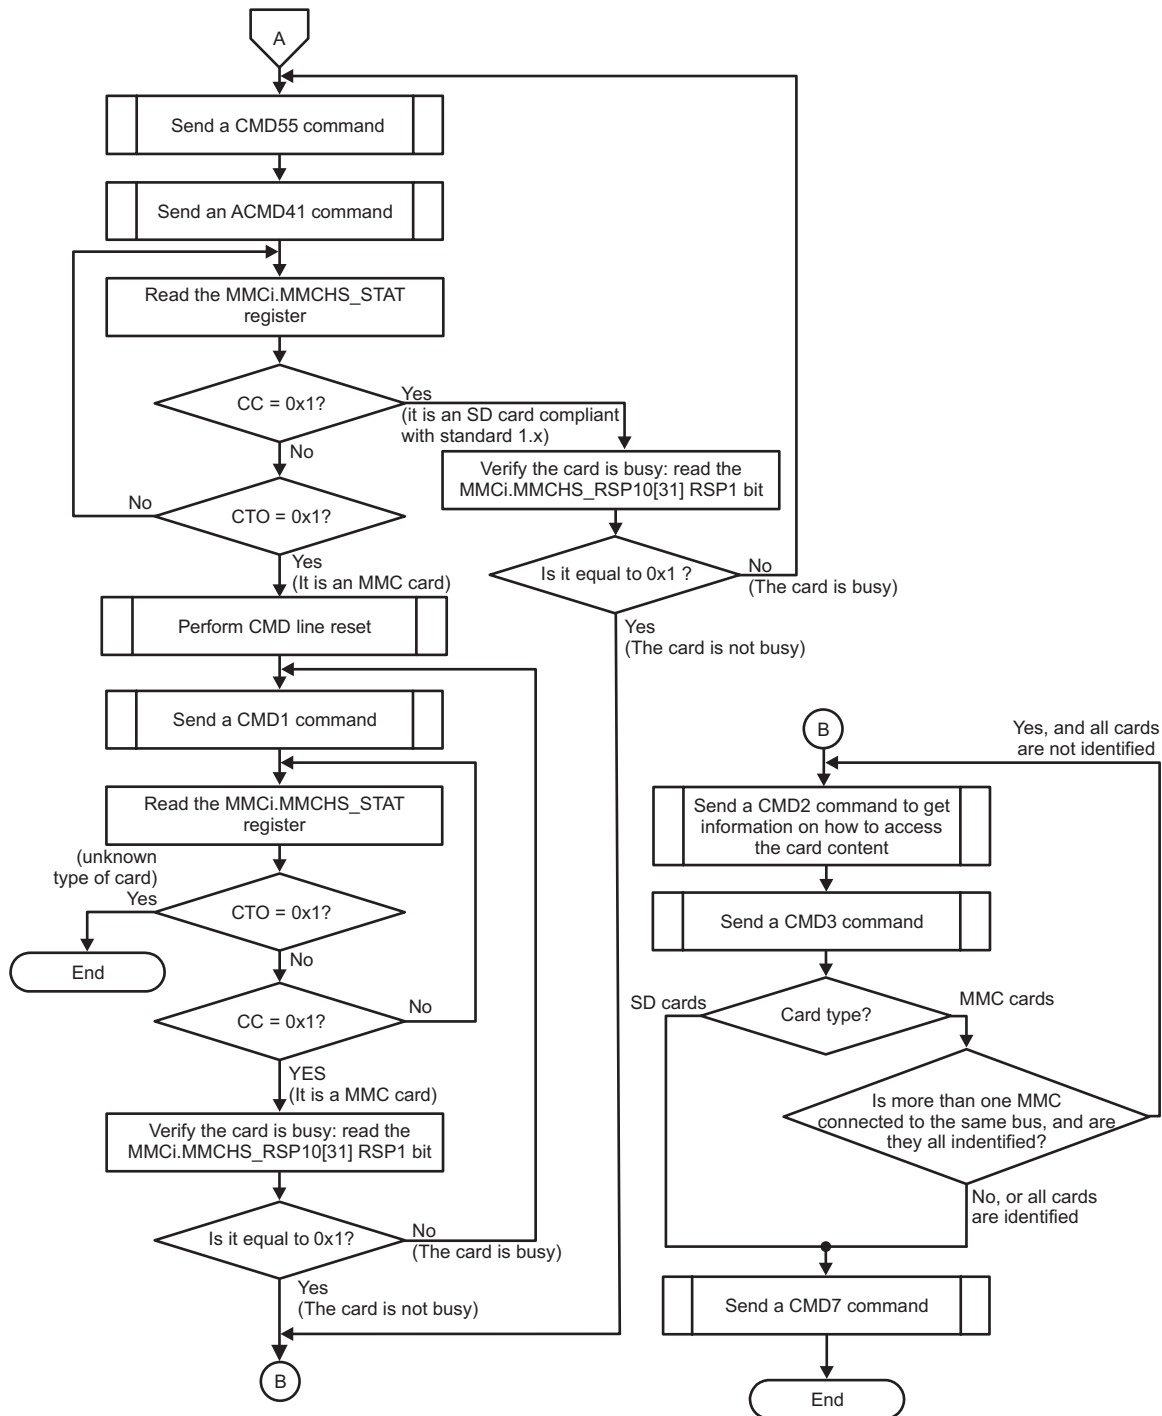 A
Send a CMD55 command
Send an ACMD41 command
Read the MMCi.MMCHS_STAT
register
CC = 0x1?
Yes
(it is an SD card compliant
with standard 1.x)
No
Verify the card is busy: read the
MMCi.MMCHS_RSP10[31] RSP1 bit
No
CTO = 0x1?
Is it equal to 0x1 ?
No
(The card is busy)
Yes
(It is an MMC card)
Yes
(The card is not busy)
Perform CMD line reset
Send a CMD1 command
Read the MMCi.MMCHS_STAT
register
(unknown
type of card)
Yes
CTO = 0x1?
End
No
CC = 0x1?
No
YES
(It is a MMC card)
Verify the card is busy: read the
MMCi.MMCHS_RSP10[31] RSP1 bit
Is it equal to 0x1?
No
(The card is busy)
Yes
(The card is not busy)
B
B
Yes, and all cards
are not identified
Send a CMD2 command to get
information on how to access
the card content
Send a CMD3 command
SD cards
Card type?
MMC cards
Is more than one MMC
connected to the same bus, and are
they all indentified?
No, or all cards
are identified
Send a CMD7 command
End